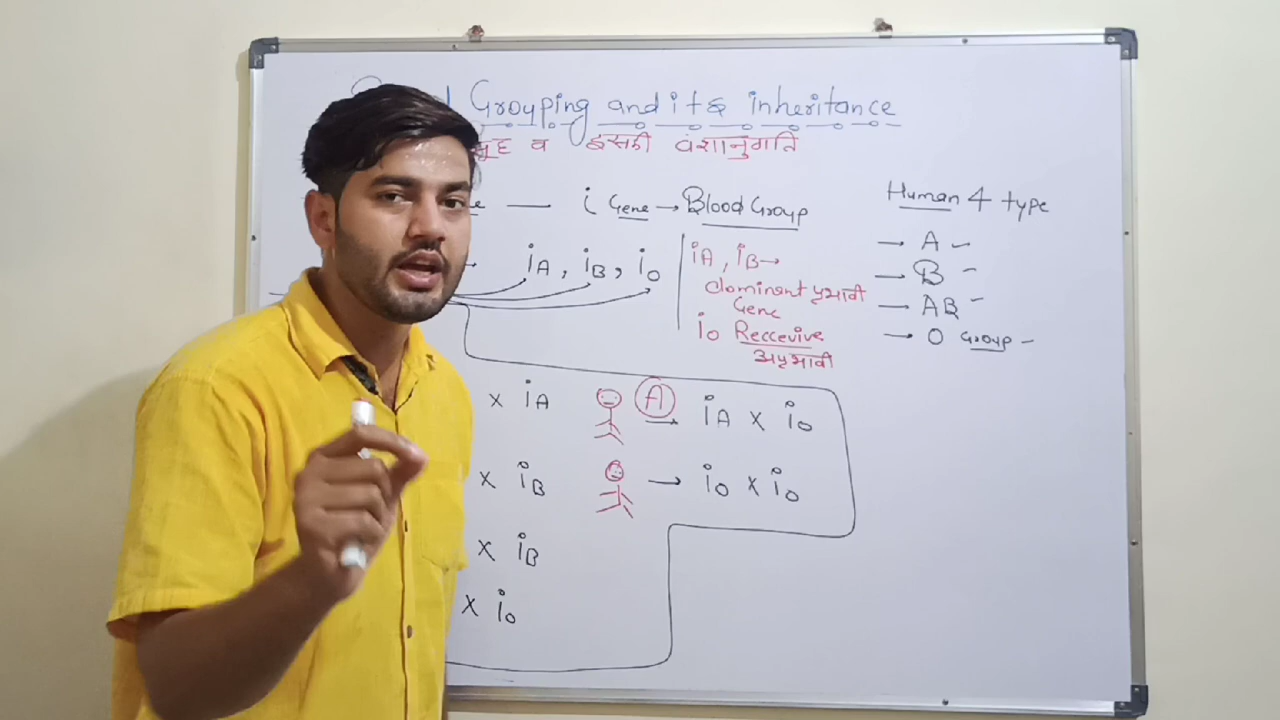 Grouping and its inheritance
व इसकी वंशानुगति
i Gene → Blood Group
iA, iB, io
iA, iB →
dominent प्रभावी
Gene
io Reccevive
अप्रभावी
Human 4 type
→ A -
→ B -
→ AB -
→ O Group -
x iA
A → iA x io
x iB
→ io x io
x iB
x io